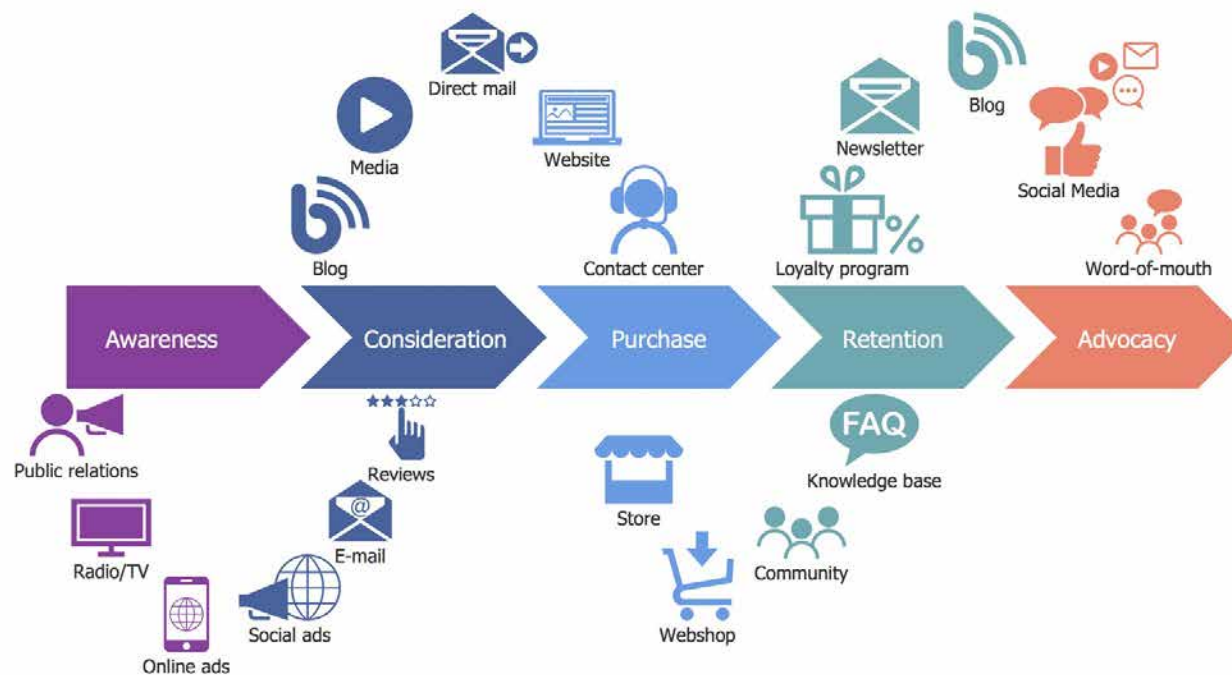 Direct mail
Media
Website
Blog
Contact center
Newsletter
Blog
Social Media
Loyalty program
Word-of-mouth
Awareness
Consideration
Purchase
Retention
Advocacy
Public relations
Radio/TV
Online ads
Social ads
@
E-mail
Reviews
Store
Webshop
FAQ
Knowledge base
Community
%